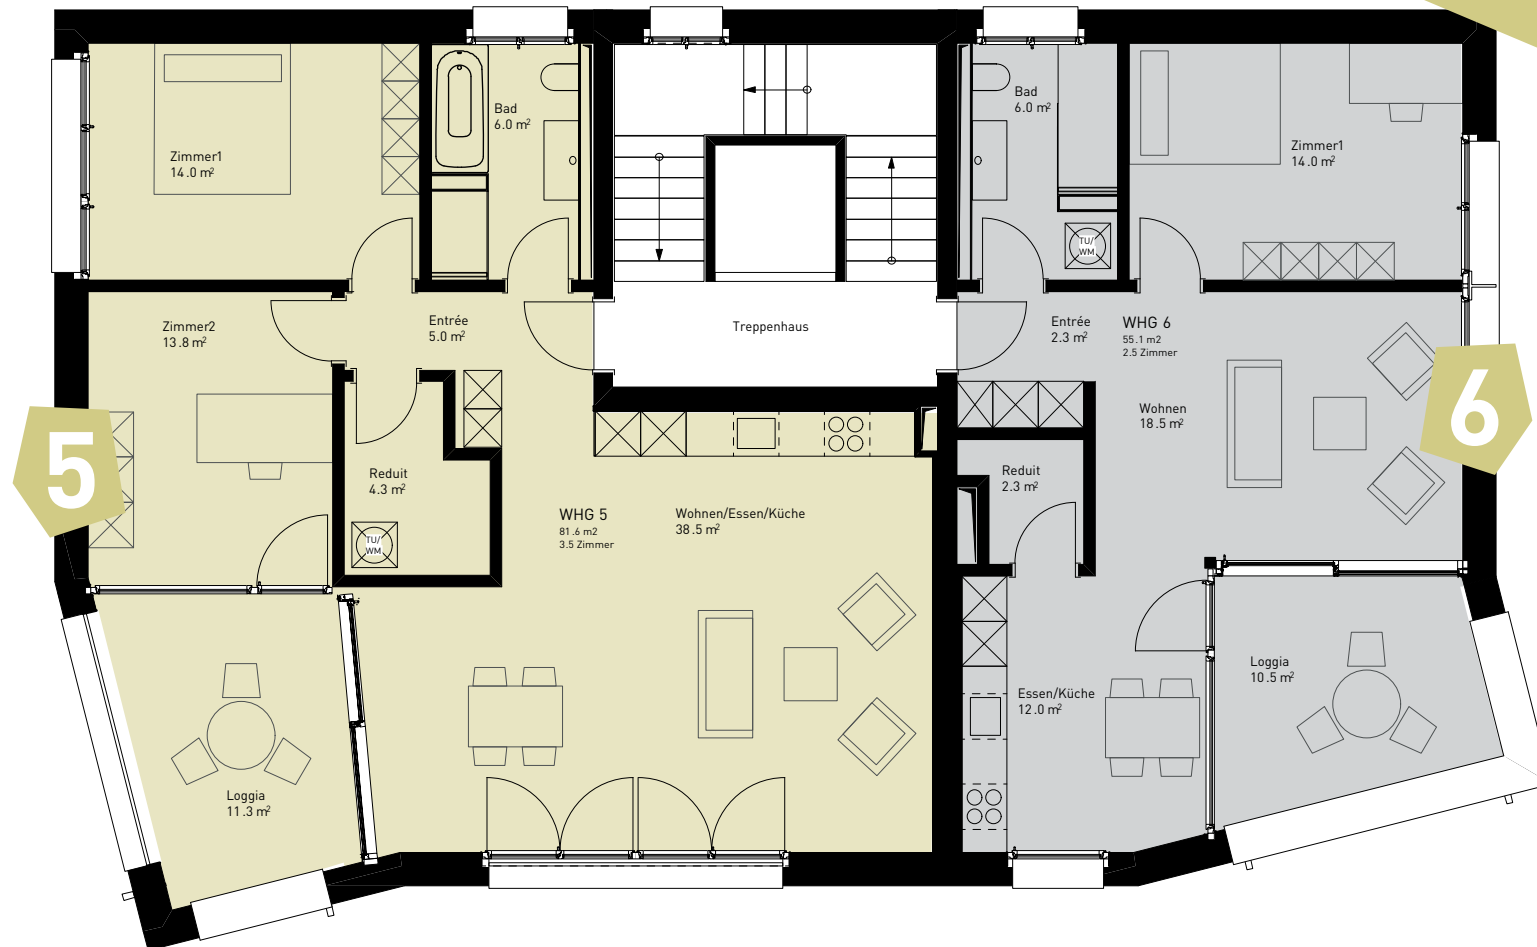 Zimmer1
14.0 m²
Bad
6.0 m²
Bad
6.0 m²
Zimmer1
14.0 m²
TU/
WM
Zimmer2
13.8 m²
Entrée
5.0 m²
Treppenhaus
Entrée
2.3 m²
WHG 6
55.1 m2
2.5 Zimmer
Wohnen
18.5 m²
5
6
Reduit
4.3 m²
TU/
WM
WHG 5
81.6 m2
3.5 Zimmer
Wohnen/Essen/Küche
38.5 m²
Reduit
2.3 m²
Loggia
11.3 m²
Essen/Küche
12.0 m²
Loggia
10.5 m²